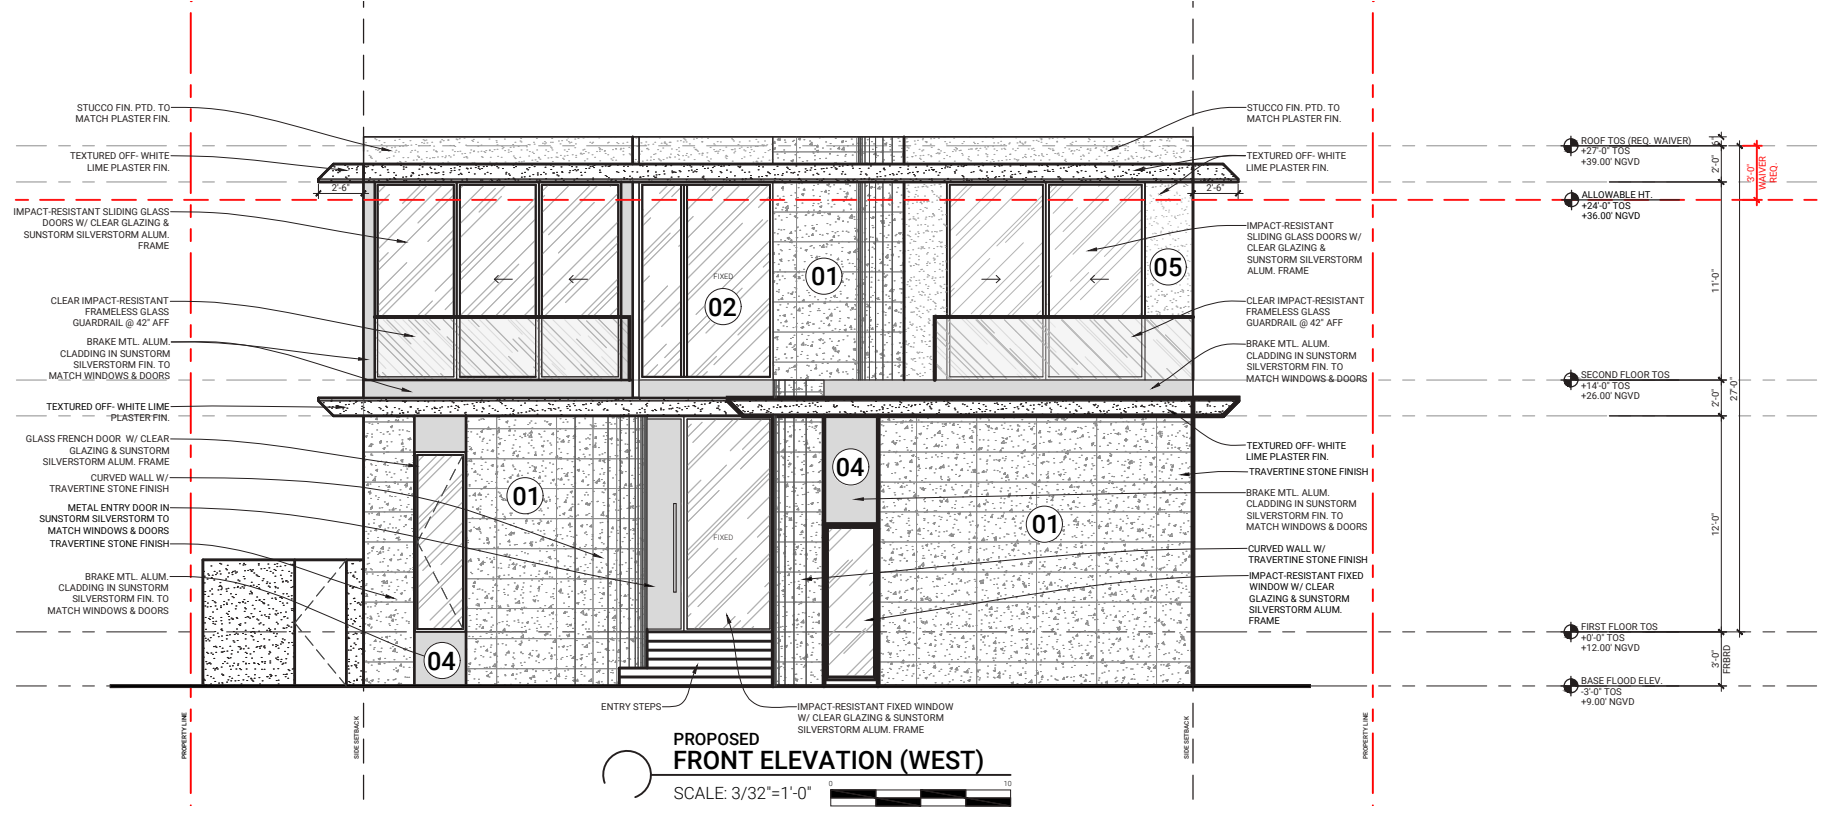 STUCCO FIN. PTD. TO
MATCH PLASTER FIN.
TEXTURED OFF- WHITE
LIME PLASTER FIN.
2'-6"
IMPACT-RESISTANT SLIDING GLASS
DOORS W/ CLEAR GLAZING &
SUNSTORM SILVERSTORM ALUM.
FRAME
CLEAR IMPACT-RESISTANT
FRAMELESS GLASS
GUARDRAIL @ 42" AFF
BRAKE MTL. ALUM.
CLADDING IN SUNSTORM
SILVERSTORM FIN. TO
MATCH WINDOWS & DOORS
TEXTURED OFF- WHITE LIME
PLASTER FIN.
GLASS FRENCH DOOR W/ CLEAR
GLAZING & SUNSTORM
SILVERSTORM ALUM. FRAME
CURVED WALL W/
TRAVERTINE STONE FINISH
METAL ENTRY DOOR IN
SUNSTORM SILVERSTORM TO
MATCH WINDOWS & DOORS
TRAVERTINE STONE FINISH
BRAKE MTL. ALUM.
CLADDING IN SUNSTORM
SILVERSTORM FIN. TO
MATCH WINDOWS & DOORS
FIXED
02
01
05
01
04
01
FIXED
04
STUCCO FIN. PTD. TO
MATCH PLASTER FIN.
TEXTURED OFF- WHITE
LIME PLASTER FIN.
2'-6"
IMPACT-RESISTANT
SLIDING GLASS DOORS W/
CLEAR GLAZING &
SUNSTORM SILVERSTORM
ALUM. FRAME
CLEAR IMPACT-RESISTANT
FRAMELESS GLASS
GUARDRAIL @ 42" AFF
BRAKE MTL. ALUM.
CLADDING IN SUNSTORM
SILVERSTORM FIN. TO
MATCH WINDOWS & DOORS
TEXTURED OFF- WHITE
LIME PLASTER FIN.
TRAVERTINE STONE FINISH
BRAKE MTL. ALUM.
CLADDING IN SUNSTORM
SILVERSTORM FIN. TO
MATCH WINDOWS & DOORS
CURVED WALL W/
TRAVERTINE STONE FINISH
IMPACT-RESISTANT FIXED
WINDOW W/ CLEAR
GLAZING & SUNSTORM
SILVERSTORM ALUM.
FRAME
ROOF TOS (REQ. WAIVER)
+27'-0" TOS
+39.00' NGVD
ALLOWABLE HT.
+24'-0" TOS
+36.00' NGVD
SECOND FLOOR TOS
+14'-0" TOS
+26.00' NGVD
FIRST FLOOR TOS
+0'-0" TOS
+12.00' NGVD
BASE FLOOD ELEV.
-3'-0" TOS
+9.00' NGVD
2'-0"
11'-0"
2'-0"
12'-0"
3'-0"
FRBRD
27'-0"
3'-0"
WAIVER
REQ.
ENTRY STEPS
IMPACT-RESISTANT FIXED WINDOW
W/ CLEAR GLAZING & SUNSTORM
SILVERSTORM ALUM. FRAME
PROPERTY LINE
SIDE SETBACK
SIDE SETBACK
PROPERTY LINE
PROPOSED
FRONT ELEVATION (WEST)
SCALE: 3/32"=1'-0"
0
10